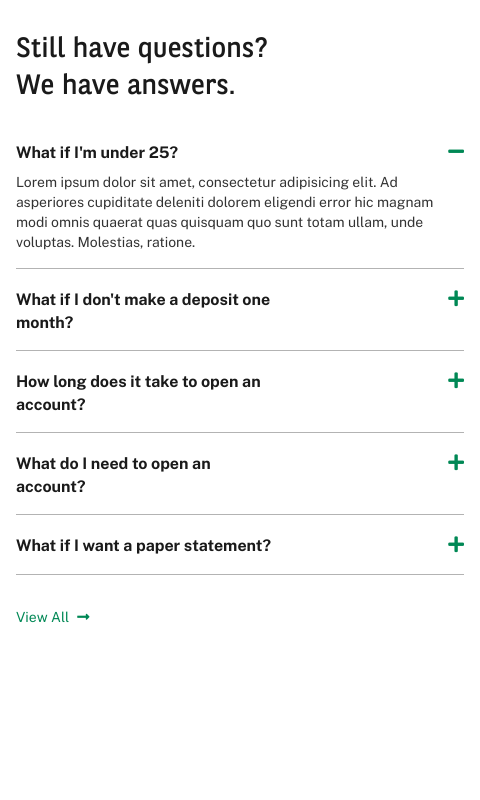 Still have questions?
We have answers.
What if I'm under 25?
Lorem ipsum dolor sit amet, consectetur adipisicing elit. Ad
asperiores cupiditate deleniti dolorem eligendi error hic magnam
modi omnis quaerat quas quisquam quo sunt totam ullam, unde
voluptas. Molestias, ratione.
What if I don't make a deposit one
month?
How long does it take to open an
account?
What do I need to open an
account?
What if I want a paper statement?
View All